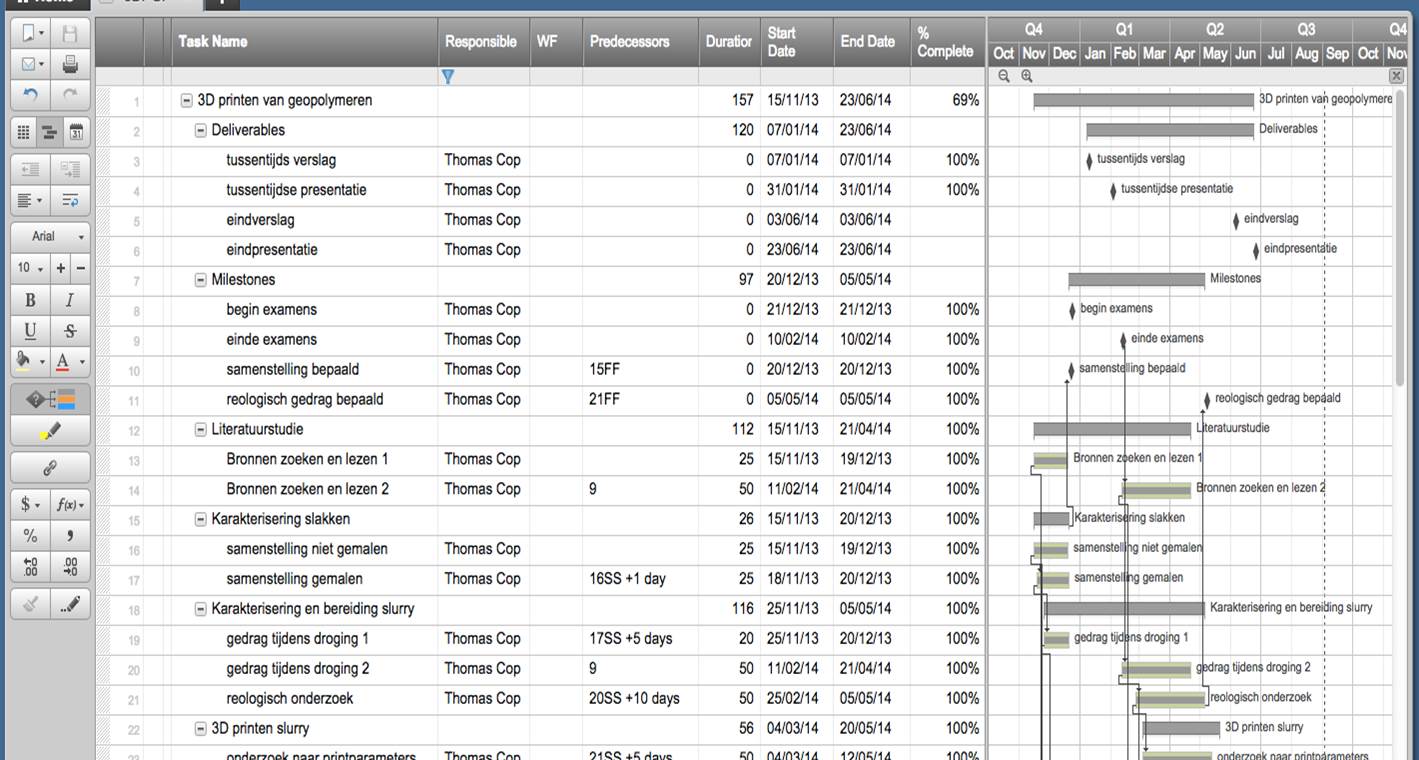 Home
Task Name Responsible WF Predecessors Duration Start Date End Date % Complete
Q4 Q1 Q2 Q3 Q4
Oct Nov Dec Jan Feb Mar Apr May Jun Jul Aug Sep Oct Nov
1 3D printen van geopolymeren 157 15/11/13 23/06/14 69% 3D printen van geopolymere
2 Deliverables 120 07/01/14 23/06/14 Deliverables
3 tussentijds verslag Thomas Cop 0 07/01/14 07/01/14 100% tussentijds verslag
4 tussentijdse presentatie Thomas Cop 0 31/01/14 31/01/14 100% tussentijdse presentatie
5 eindverslag Thomas Cop 0 03/06/14 03/06/14 eindverslag
6 eindpresentatie Thomas Cop 0 23/06/14 23/06/14 eindpresentatie
7 Milestones 97 20/12/13 05/05/14 Milestones
8 begin examens Thomas Cop 0 21/12/13 21/12/13 100% begin examens
9 einde examens Thomas Cop 0 10/02/14 10/02/14 100% einde examens
10 samenstelling bepaald Thomas Cop 15FF 0 20/12/13 20/12/13 100% samenstelling bepaald
11 reologisch gedrag bepaald Thomas Cop 21FF 0 05/05/14 05/05/14 100% reologisch gedrag bepaald
12 Literatuurstudie 112 15/11/13 21/04/14 100% Literatuurstudie
13 Bronnen zoeken en lezen 1 Thomas Cop 25 15/11/13 19/12/13 100% Bronnen zoeken en lezen 1
14 Bronnen zoeken en lezen 2 Thomas Cop 9 50 11/02/14 21/04/14 100% Bronnen zoeken en lezen 2
15 Karakterisering slakken 26 15/11/13 20/12/13 100% Karakterisering slakken
16 samenstelling niet gemalen Thomas Cop 25 15/11/13 19/12/13 100% samenstelling niet gemalen
17 samenstelling gemalen Thomas Cop 16SS +1 day 25 18/11/13 20/12/13 100% samenstelling gemalen
18 Karakterisering en bereiding slurry 116 25/11/13 05/05/14 100% Karakterisering en bereiding slurry
19 gedrag tijdens droging 1 Thomas Cop 17SS +5 days 20 25/11/13 20/12/13 100% gedrag tijdens droging 1
20 gedrag tijdens droging 2 Thomas Cop 9 50 11/02/14 21/04/14 100% gedrag tijdens droging 2
21 reologisch onderzoek Thomas Cop 20SS +10 days 50 25/02/14 05/05/14 100% reologisch onderzoek
22 3D printen slurry 56 04/03/14 20/05/14 100% 3D printen slurry
23 onderzoek naar printparameters Thomas Cop 21SS +5 days 50 04/03/14 12/05/14 100% onderzoek naar printparameters
31
Arial
10 + −
B I
U S
A
$ f(x)
% ,
.0 .00
.00 .0